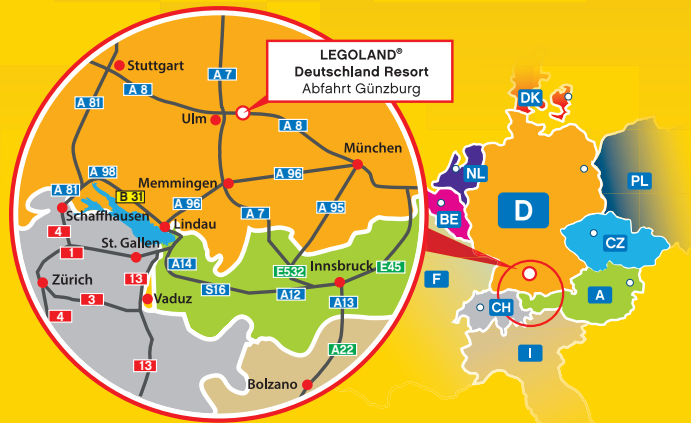 LEGOLAND®
Deutschland Resort
Abfahrt Günzburg
Stuttgart
A 7
A 8
A 81
Ulm
A 8
München
A 98
A 96
Memmingen
A 81
B 31
A 96
A 7
A 95
Schaffhausen
Lindau
4
St. Gallen
1
A14
E532
Innsbruck
E45
Zürich
13
S16
A12
A13
3
Vaduz
4
A22
13
Bolzano
DK
NL
PL
BE
D
CZ
F
A
CH
I